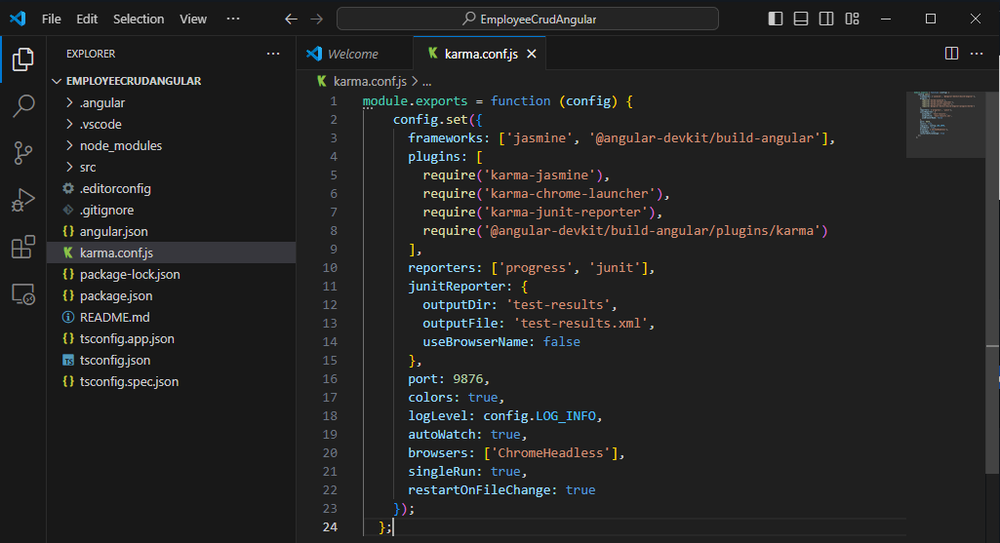 File Edit Selection View ··· EmployeeCrudAngular
EXPLORER ···
EMPLOYEECRUDANGULAR
.angular
.vscode
node_modules
src
.editorconfig
.gitignore
{} angular.json
karma.conf.js
{} package-lock.json
{} package.json
README.md
{} tsconfig.app.json
TS tsconfig.json
{} tsconfig.spec.json
Welcome karma.conf.js
karma.conf.js > ...
1 module.exports = function (config) {
2 config.set({
3 frameworks: ['jasmine', '@angular-devkit/build-angular'],
4 plugins: [
5 require('karma-jasmine'),
6 require('karma-chrome-launcher'),
7 require('karma-junit-reporter'),
8 require('@angular-devkit/build-angular/plugins/karma')
9 ],
10 reporters: ['progress', 'junit'],
11 junitReporter: {
12 outputDir: 'test-results',
13 outputFile: 'test-results.xml',
14 useBrowserName: false
15 },
16 port: 9876,
17 colors: true,
18 logLevel: config.LOG_INFO,
19 autoWatch: true,
20 browsers: ['ChromeHeadless'],
21 singleRun: true,
22 restartOnFileChange: true
23 });
24 };